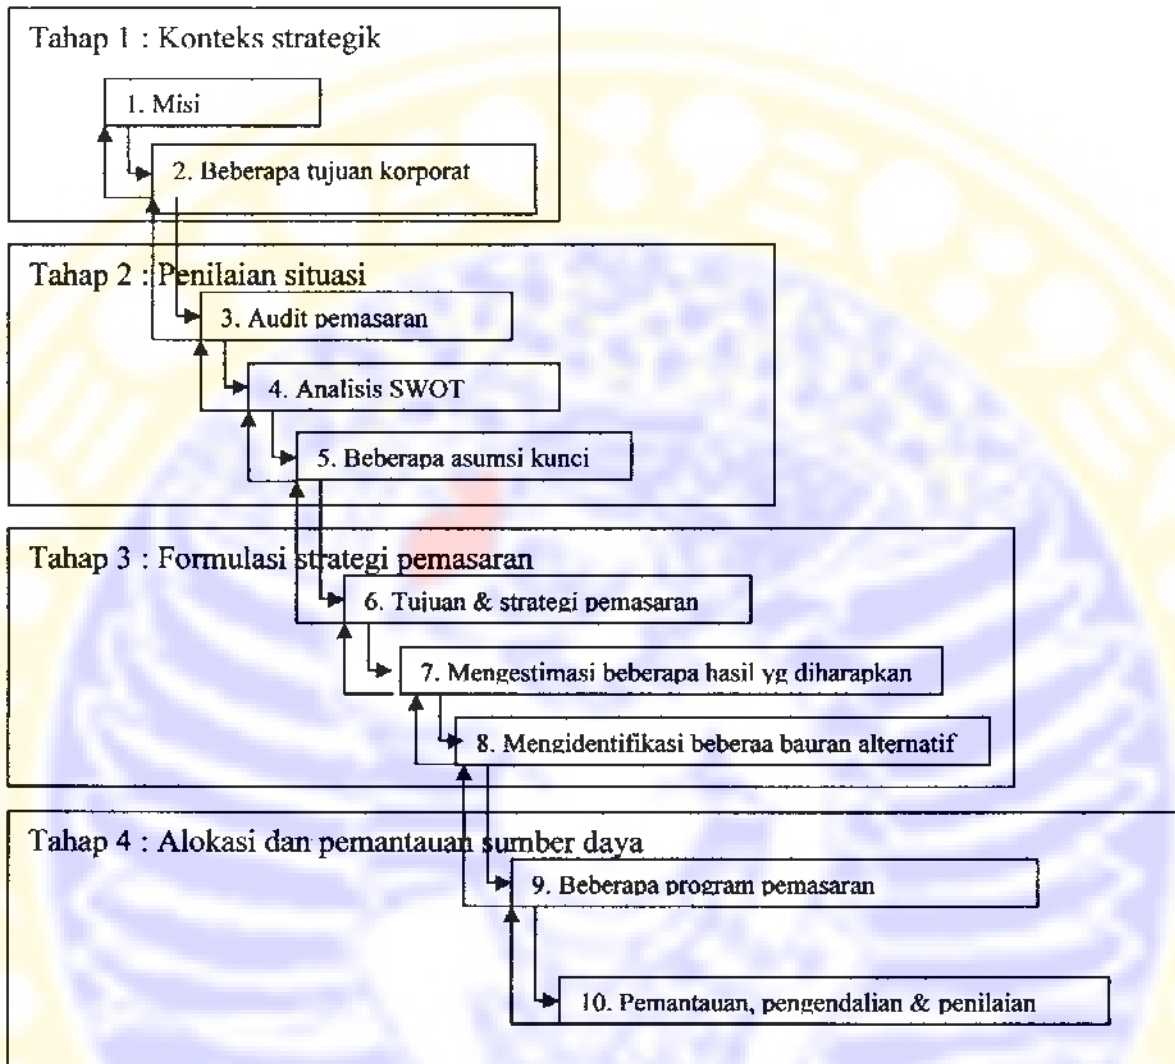 Tahap 1 : Konteks strategik
1. Misi
2. Beberapa tujuan korporat
Tahap 2 : Penilaian situasi
3. Audit pemasaran
4. Analisis SWOT
5. Beberapa asumsi kunci
Tahap 3 : Formulasi strategi pemasaran
6. Tujuan & strategi pemasaran
7. Mengestimasi beberapa hasil yg diharapkan
8. Mengidentifikasi beberaa bauran alternatif
Tahap 4 : Alokasi dan pemantauan sumber daya
9. Beberapa program pemasaran
10. Pemantauan, pengendalian & penilaian